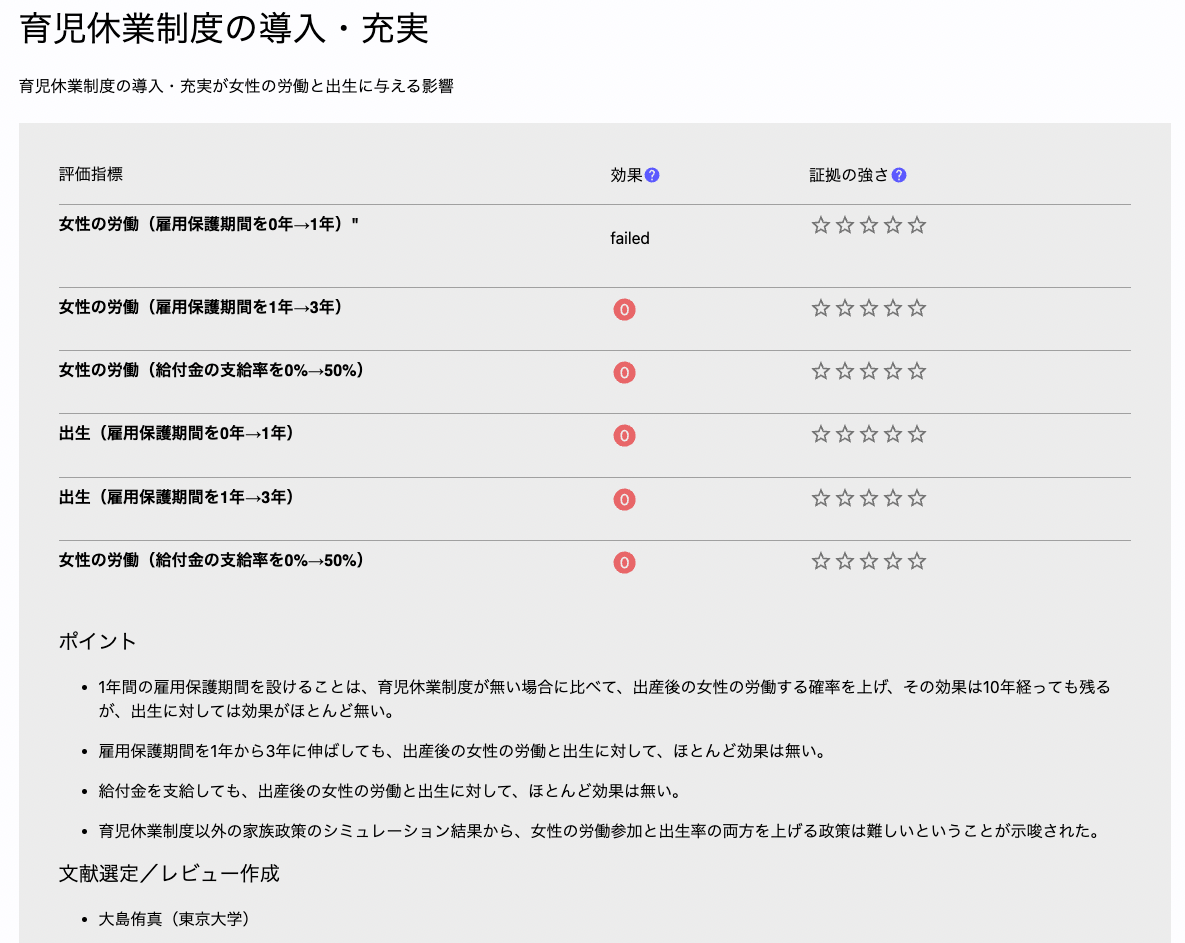 育児休業制度の導入・充実
育児休業制度の導入・充実が女性の労働と出生に与える影響
評価指標 効果? 証拠の強さ?
女性の労働（雇用保護期間を0年→1年）" failed ☆☆☆☆☆
女性の労働（雇用保護期間を1年→3年） 0 ☆☆☆☆☆
女性の労働（給付金の支給率を0%→50%） 0 ☆☆☆☆☆
出生（雇用保護期間を0年→1年） 0 ☆☆☆☆☆
出生（雇用保護期間を1年→3年） 0 ☆☆☆☆☆
女性の労働（給付金の支給率を0%→50%） 0 ☆☆☆☆☆
ポイント
• 1年間の雇用保護期間を設けることは、育児休業制度が無い場合に比べて、出産後の女性の労働する確率を上げ、その効果は10年経っても残る
が、出生に対しては効果がほとんど無い。
• 雇用保護期間を1年から3年に伸ばしても、出産後の女性の労働と出生に対して、ほとんど効果は無い。
• 給付金を支給しても、出産後の女性の労働と出生に対して、ほとんど効果は無い。
• 育児休業制度以外の家族政策のシミュレーション結果から、女性の労働参加と出生率の両方を上げる政策は難しいということが示唆された。
文献選定／レビュー作成
• 大島侑真（東京大学）